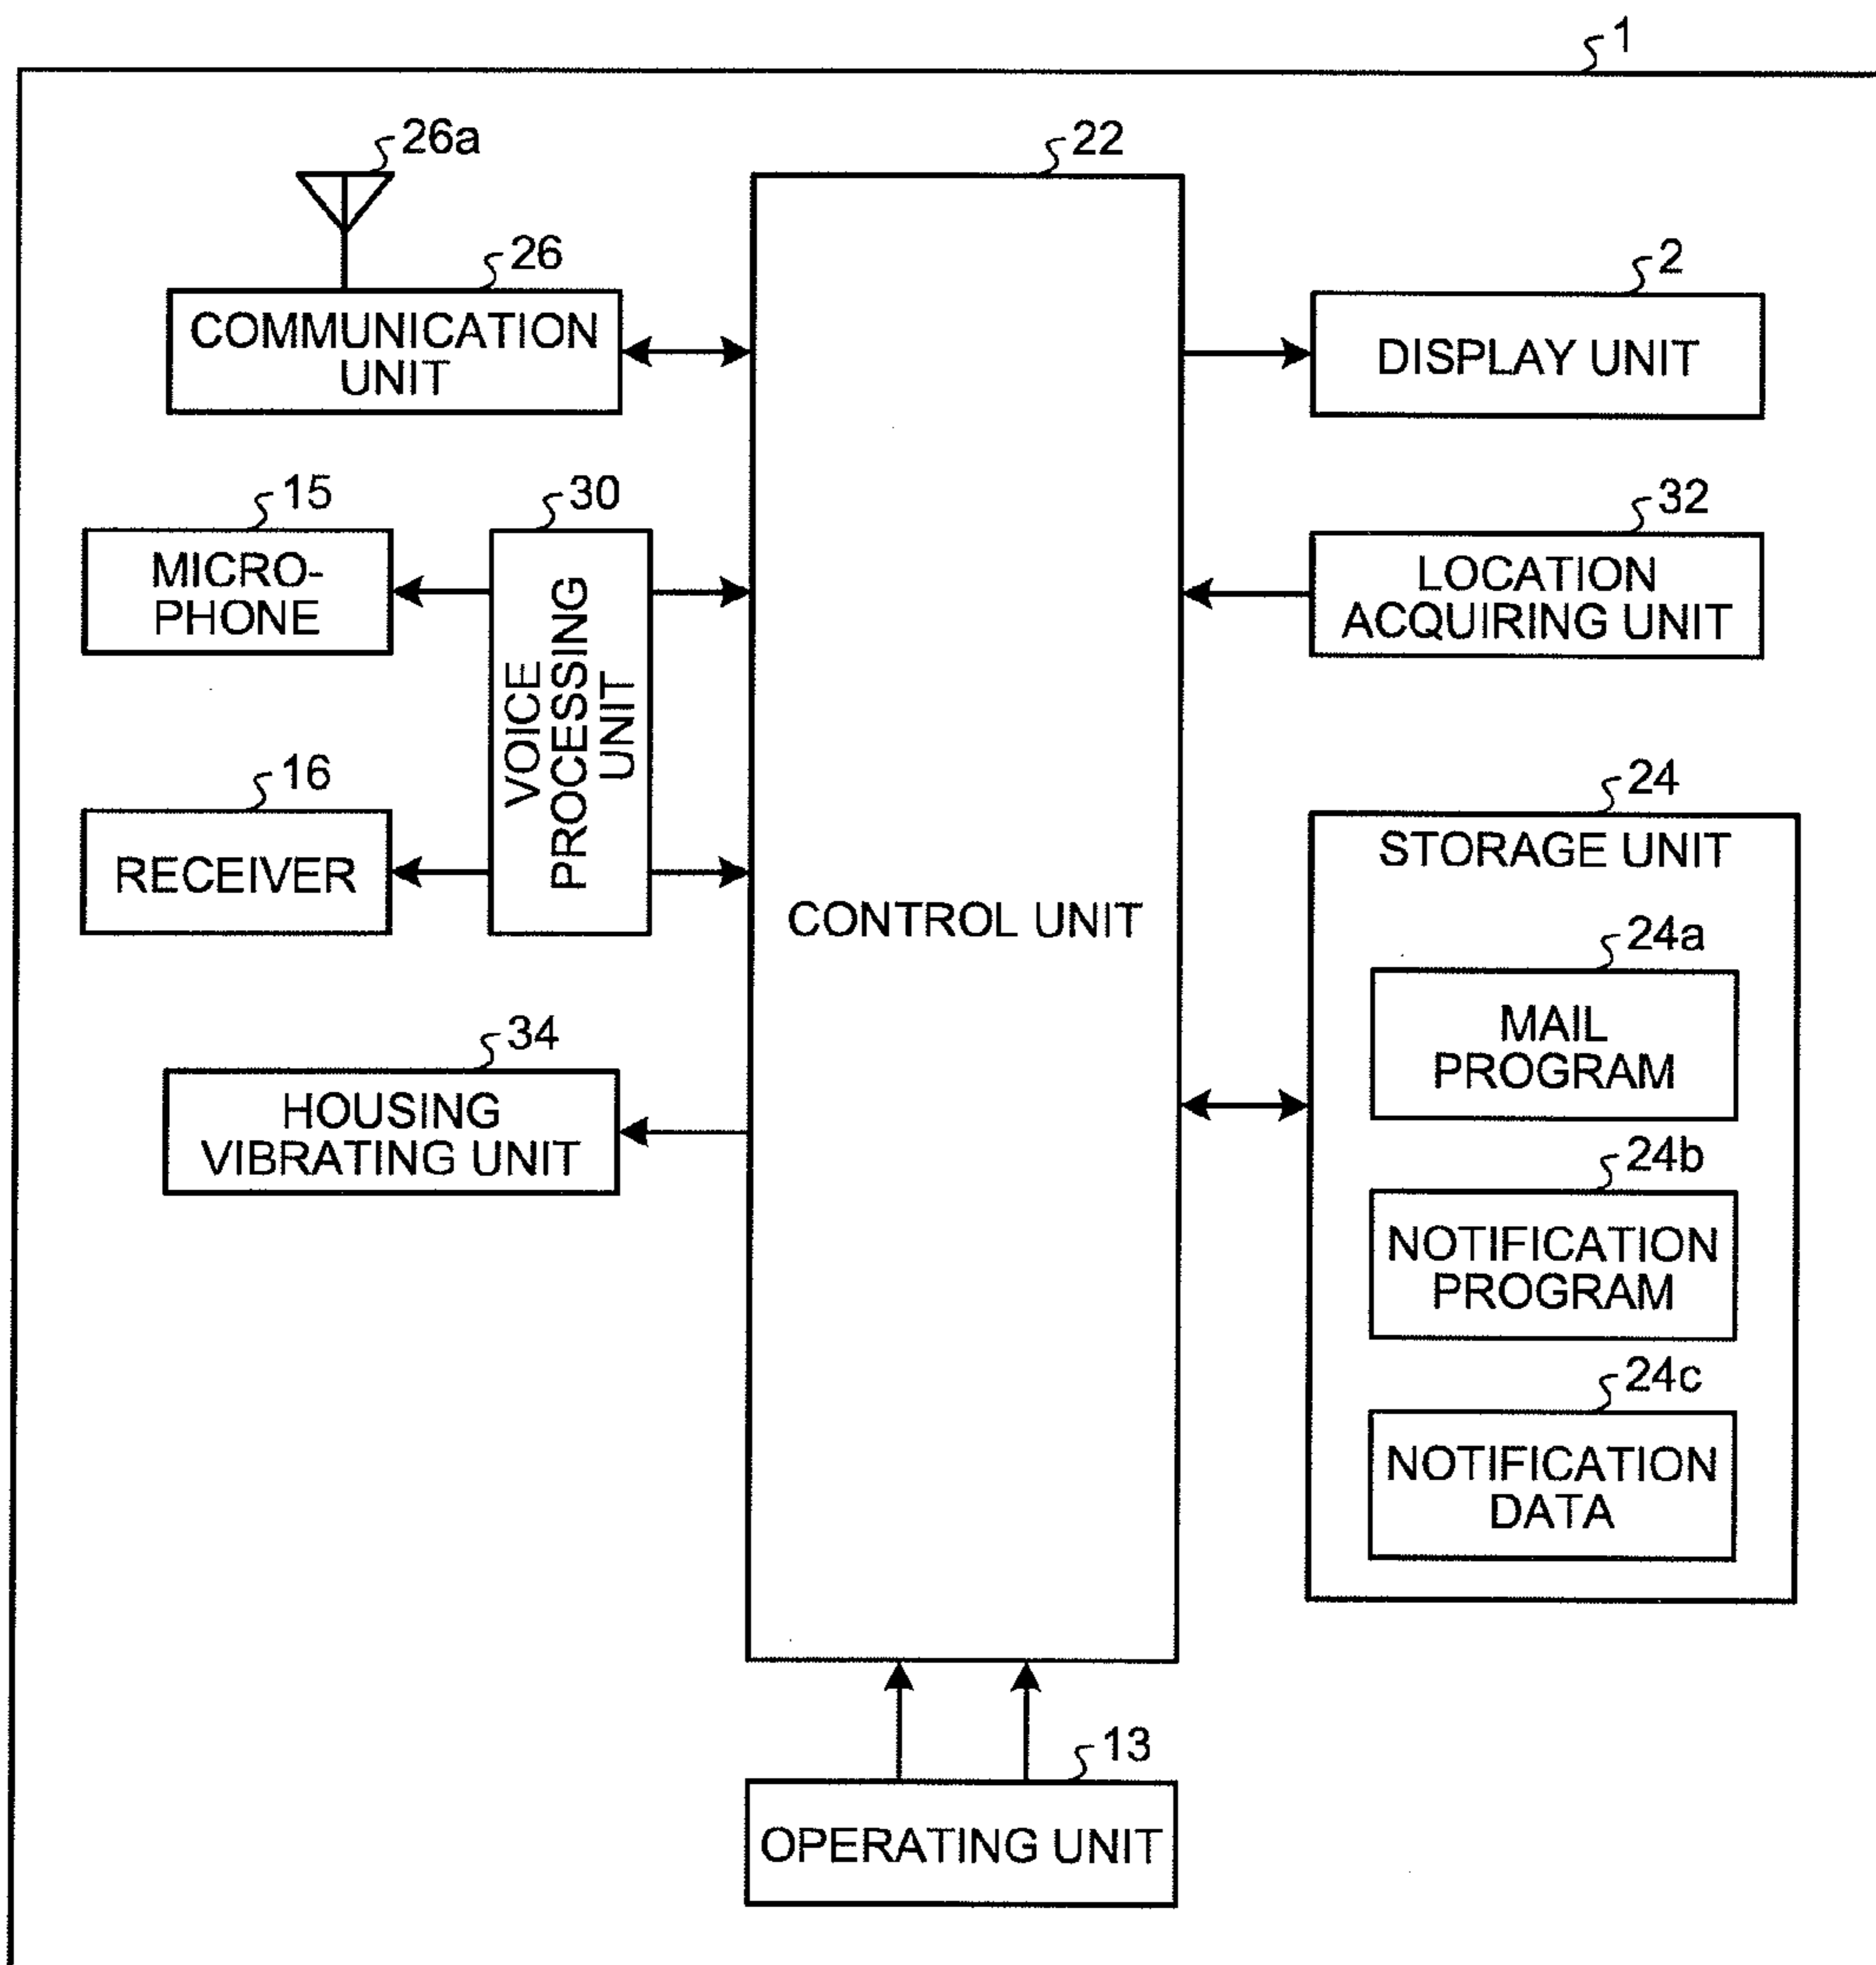 1
26a
22
26
COMMUNICATION
UNIT
2
DISPLAY UNIT
15
MICRO-
PHONE
30
VOICE
PROCESSING
UNIT
32
LOCATION
ACQUIRING UNIT
16
RECEIVER
CONTROL UNIT
24
STORAGE UNIT
24a
MAIL
PROGRAM
34
HOUSING
VIBRATING UNIT
24b
NOTIFICATION
PROGRAM
24c
NOTIFICATION
DATA
13
OPERATING UNIT